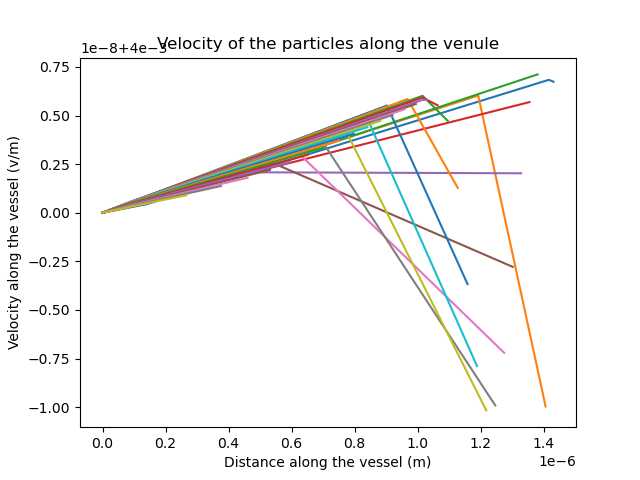 Velocity of the particles along the venule
1e−8+4e−3
0.75
0.50
0.25
0.00
−0.25
−0.50
−0.75
−1.00
Velocity along the vessel (v/m)
0.0 0.2 0.4 0.6 0.8 1.0 1.2 1.4
1e−6
Distance along the vessel (m)